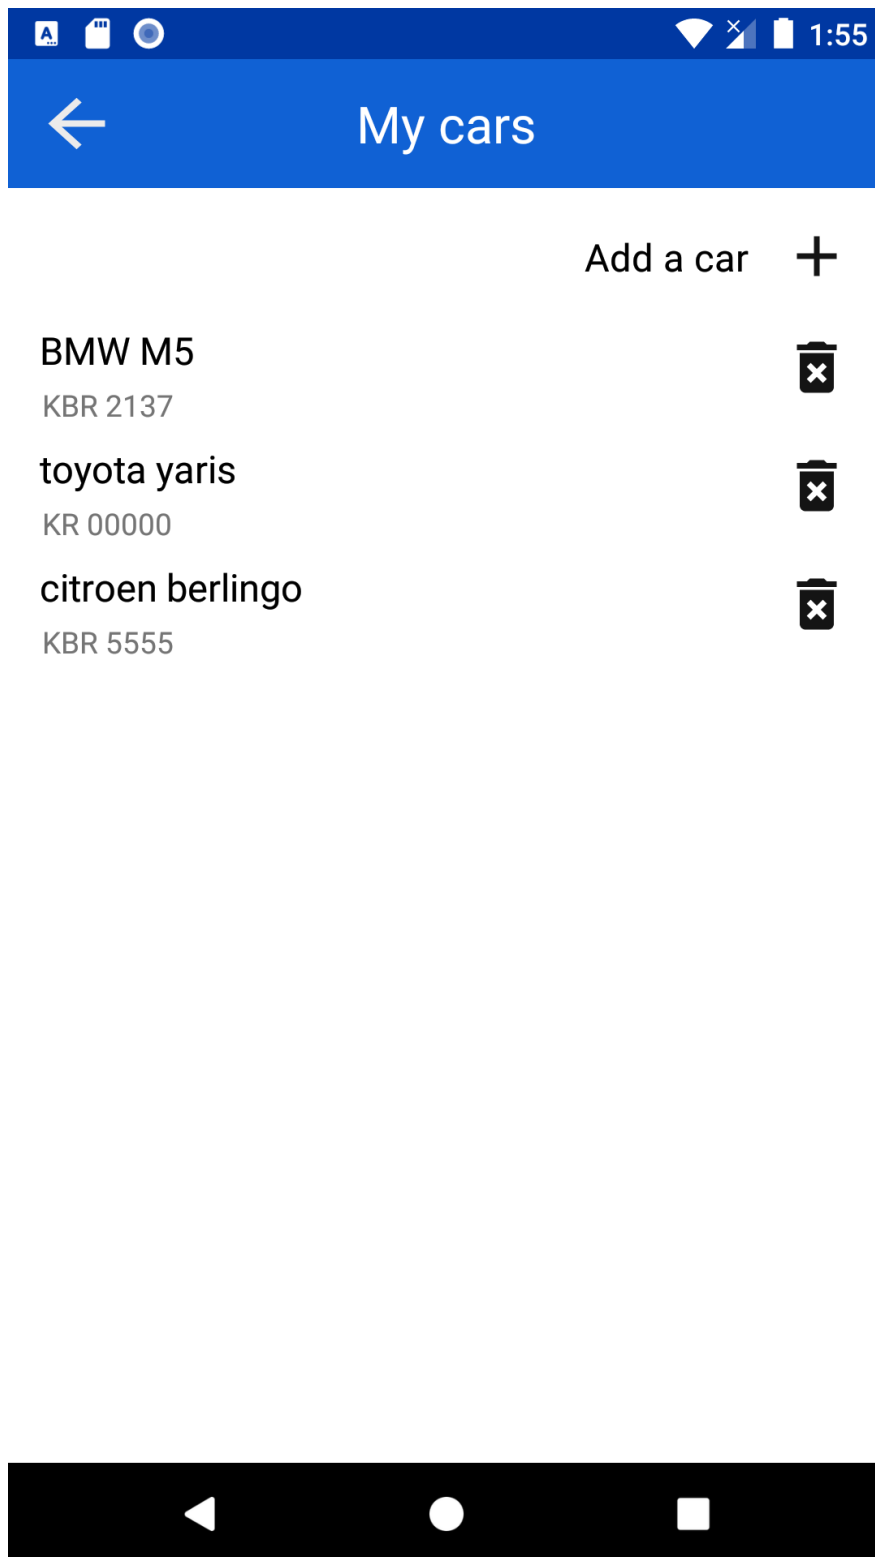 1:55
My cars
Add a car
BMW M5
KBR 2137
toyota yaris
KR 00000
citroen berlingo
KBR 5555